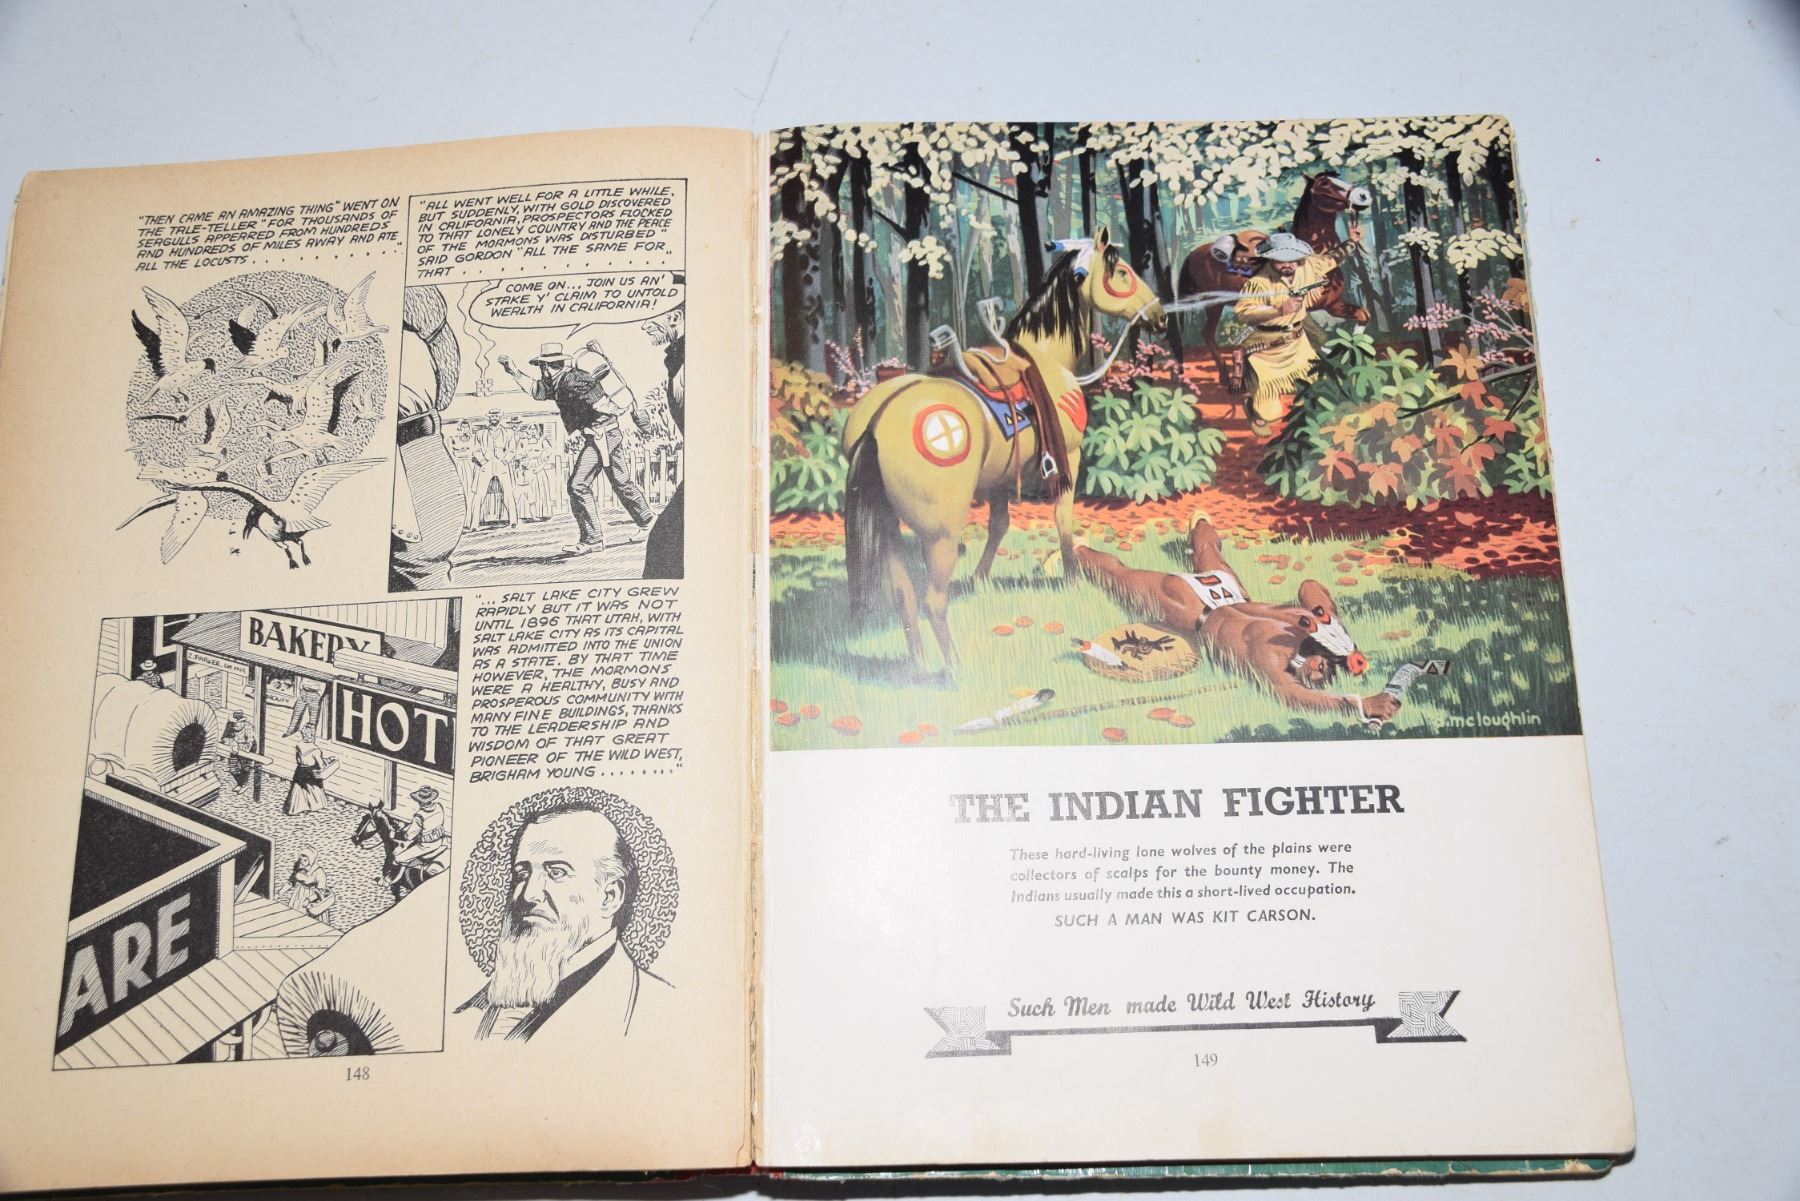 "THEN CAME AN AMAZING THING" WENT ON
THE TALE-TELLER "FOR THOUSANDS OF
SEAGULLS APPEARED FROM HUNDREDS
AND HUNDREDS OF MILES AWAY AND ATE
ALL THE LOCUSTS . . . . . . . . . . . ."
"ALL WENT WELL FOR A LITTLE WHILE,
BUT SUDDENLY, WITH GOLD DISCOVERED
IN CALIFORNIA, PROSPECTORS FLOCKED
TO THAT LONELY COUNTRY AND THE PEACE
OF THE MORMONS WAS DISTURBED"
SAID GORDON "ALL THE SAME FOR
THAT . . . . . . . . . . . . . . ."
COME ON... JOIN US AN'
STAKE Y' CLAIM TO UNTOLD
WEALTH IN CALIFORNIA!
BAKERY
HOT
ARE
"... SALT LAKE CITY GREW
RAPIDLY BUT IT WAS NOT
UNTIL 1896 THAT UTAH, WITH
SALT LAKE CITY AS ITS CAPITAL
WAS ADMITTED INTO THE UNION
AS A STATE. BY THAT TIME
HOWEVER, THE MORMONS
WERE A HEALTHY, BUSY AND
PROSPEROUS COMMUNITY WITH
MANY FINE BUILDINGS, THANKS
TO THE LEADERSHIP AND
WISDOM OF THAT GREAT
PIONEER OF THE WILD WEST,
BRIGHAM YOUNG . . . . . . . ."
148
d.mcloughlin
THE INDIAN FIGHTER
These hard-living lone wolves of the plains were
collectors of scalps for the bounty money. The
Indians usually made this a short-lived occupation.
SUCH A MAN WAS KIT CARSON.
Such Men made Wild West History
149